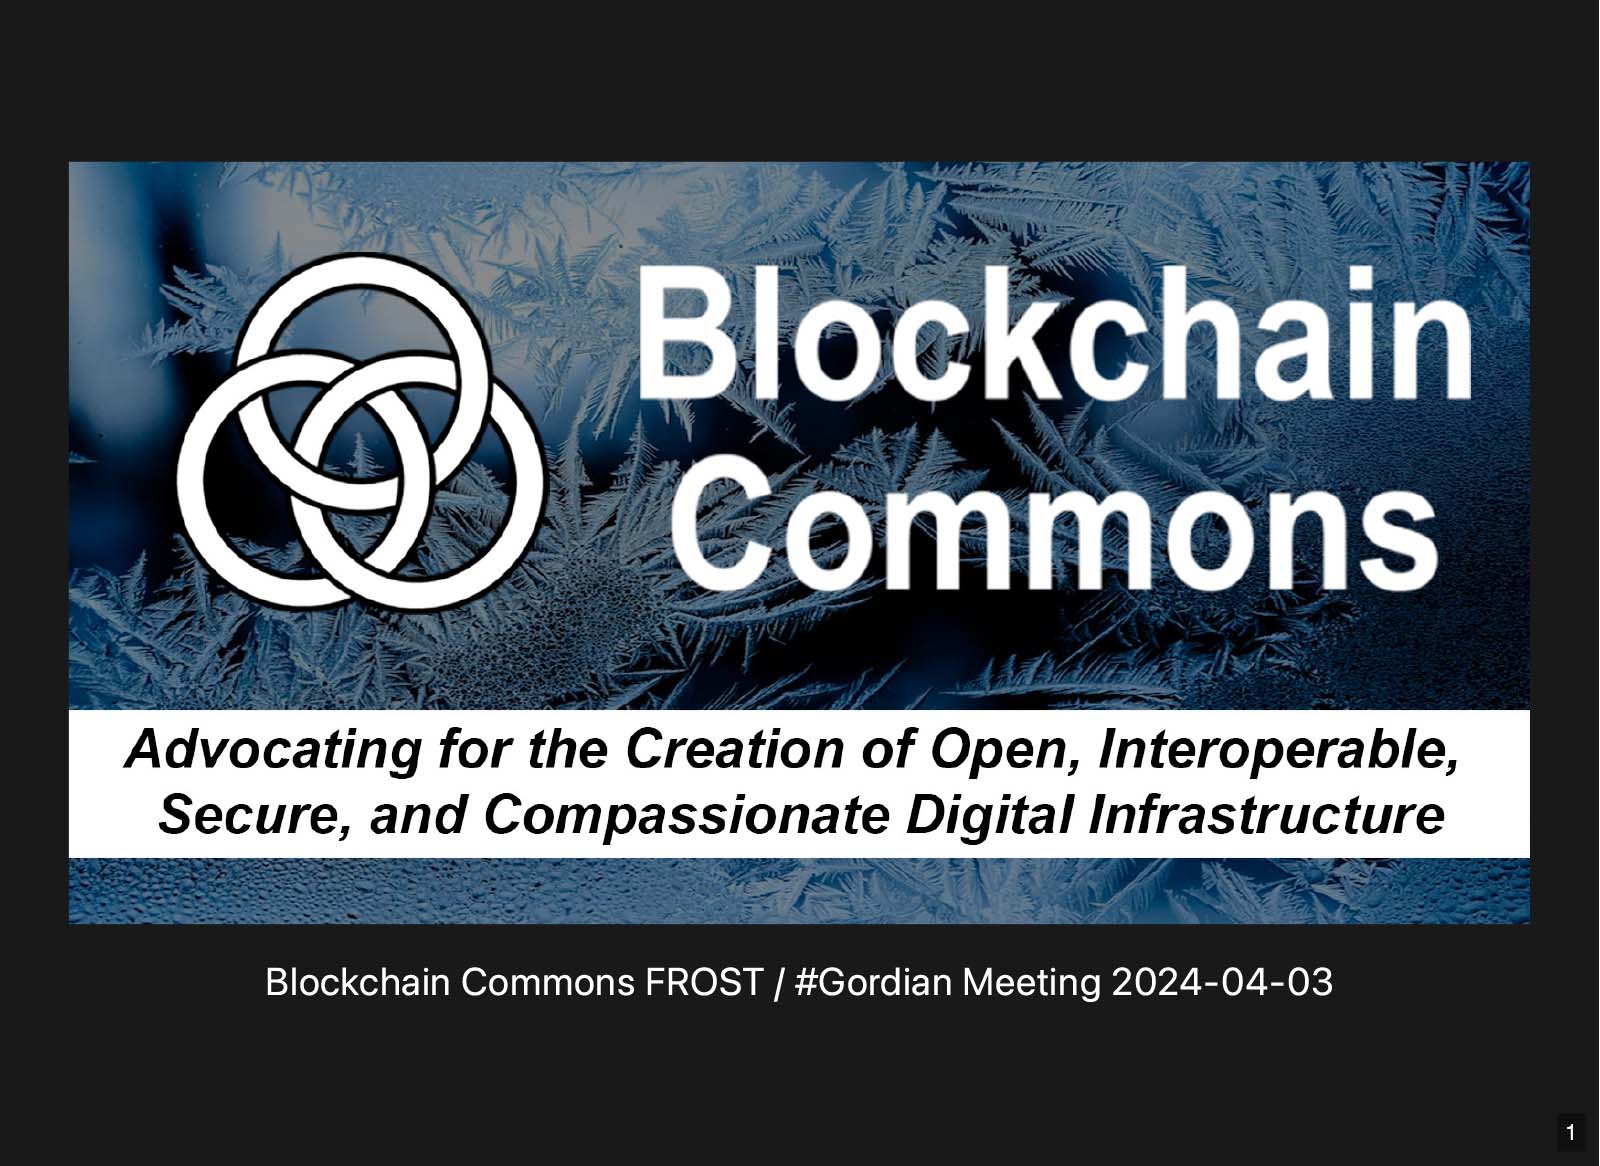 Blockchain
Commons
Advocating for the Creation of Open, Interoperable,
Secure, and Compassionate Digital Infrastructure
Blockchain Commons FROST / #Gordian Meeting 2024-04-03
1